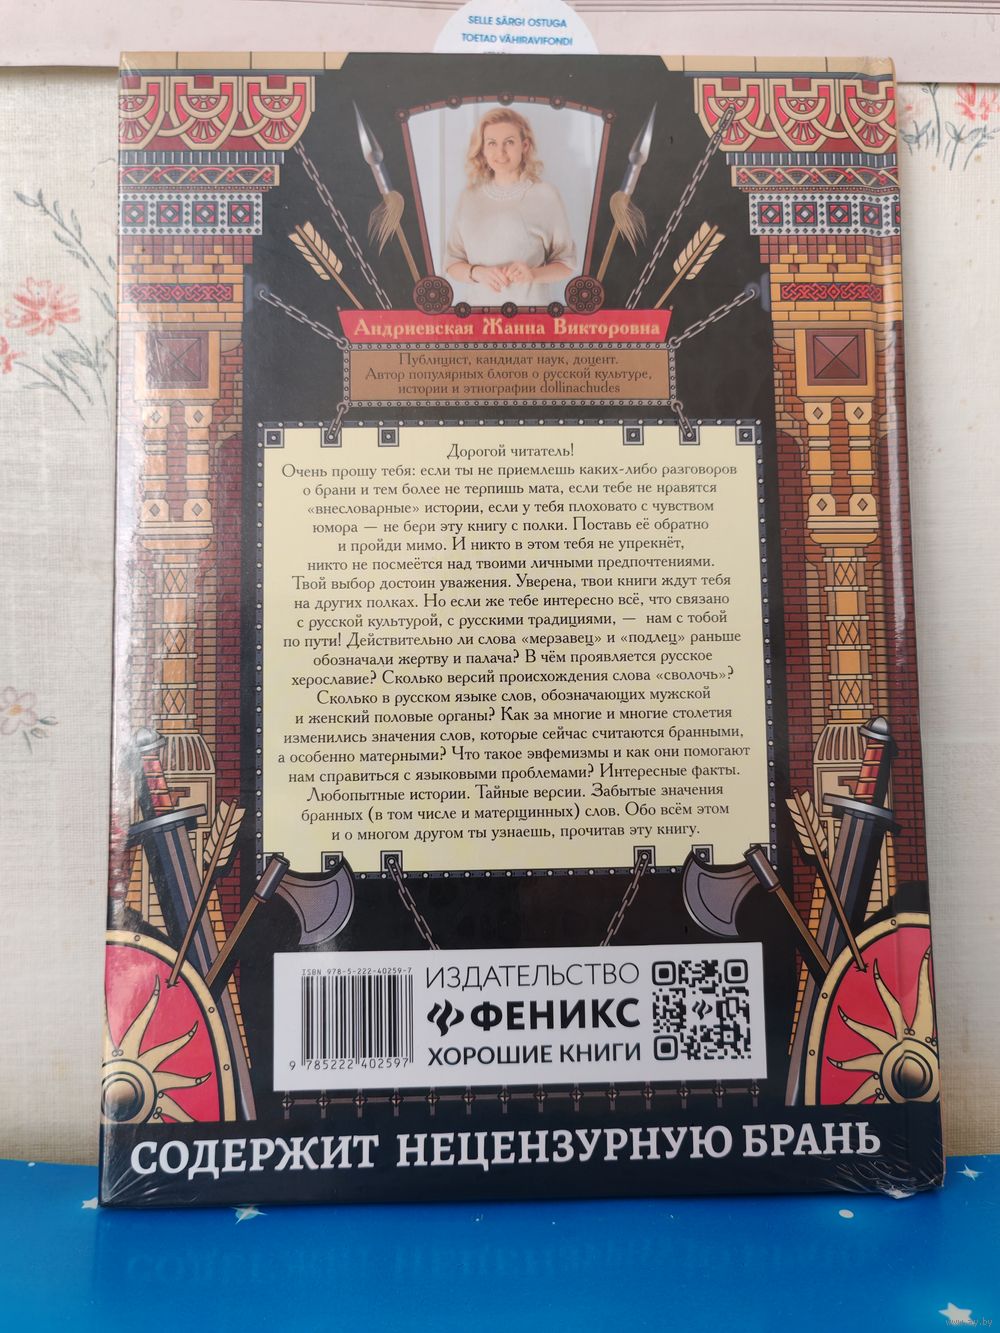 SELLE SÄRGI OSTUGA
TOETAD VÄHIRAVIFONDI
Андриевская Жанна Викторовна
Публицист, кандидат наук, доцент.
Автор популярных блогов о русской культуре,
истории и этнографии dollinachudes
Дорогой читатель!
Очень прошу тебя: если ты не приемлешь каких-либо разговоров
о брани и тем более не терпишь мата, если тебе не нравятся
«внесловарные» истории, если у тебя плоховато с чувством
юмора — не бери эту книгу с полки. Поставь её обратно
и пройди мимо. И никто в этом тебя не упрекнёт,
никто не посмеётся над твоими личными предпочтениями.
Твой выбор достоин уважения. Уверена, твои книги ждут тебя
на других полках. Но если же тебе интересно всё, что связано
с русской культурой, с русскими традициями, — нам с тобой
по пути! Действительно ли слова «мерзавец» и «подлец» раньше
обозначали жертву и палача? В чём проявляется русское
херославие? Сколько версий происхождения слова «сволочь»?
Сколько в русском языке слов, обозначающих мужской
и женский половые органы? Как за многие и многие столетия
изменились значения слов, которые сейчас считаются бранными,
а особенно матерными? Что такое эвфемизмы и как они помогают
нам справиться с языковыми проблемами? Интересные факты.
Любопытные истории. Тайные версии. Забытые значения
бранных (в том числе и матерщинных) слов. Обо всём этом
и о многом другом ты узнаешь, прочитав эту книгу.
ISBN 978-5-222-40259-7
9 785222 402597
ИЗДАТЕЛЬСТВО
ФЕНИКС
ХОРОШИЕ КНИГИ
СОДЕРЖИТ НЕЦЕНЗУРНУЮ БРАНЬ
www.ay.by